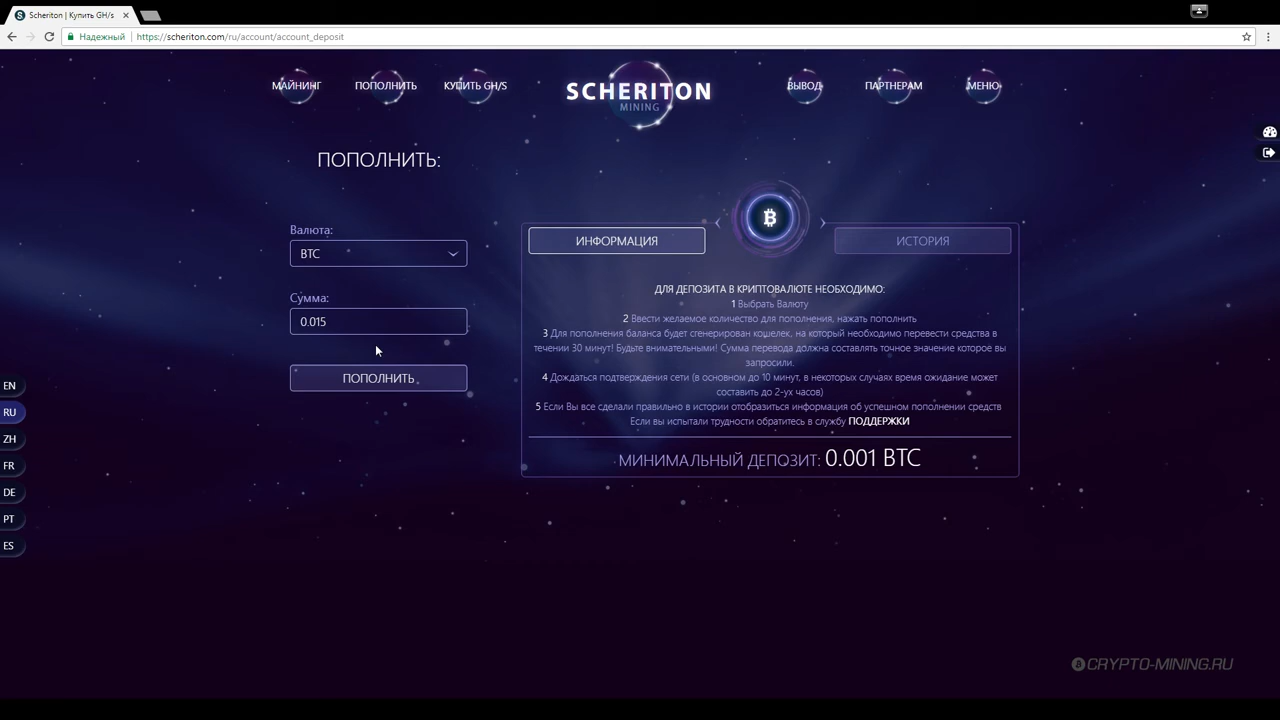 Scheriton | Купить GH/s
Надежный
https://scheriton.com/ru/account/account_deposit
МАЙНИНГ
ПОПОЛНИТЬ
КУПИТЬ GH/S
SCHERITON
MINING
ВЫВОД
ПАРТНЕРАМ
МЕНЮ
ПОПОЛНИТЬ:
Валюта:
BTC
Сумма:
0.015
ПОПОЛНИТЬ
ИНФОРМАЦИЯ
ИСТОРИЯ
ДЛЯ ДЕПОЗИТА В КРИПТОВАЛЮТЕ НЕОБХОДИМО:
1 Выбрать Валюту
2 Ввести желаемое количество для пополнения, нажать пополнить
3 Для пополнения баланса будет сгенерирован кошелек, на который необходимо перевести средства в
течении 30 минут! Будьте внимательными! Сумма перевода должна составлять точное значение которое вы
запросили.
4 Дождаться подтверждения сети (в основном до 10 минут, в некоторых случаях время ожидание может
составить до 2-ух часов)
5 Если Вы все сделали правильно в истории отобразиться информация об успешном пополнении средств
Если вы испытали трудности обратитесь в службу ПОДДЕРЖКИ
МИНИМАЛЬНЫЙ ДЕПОЗИТ: 0.001 BTC
EN
RU
ZH
FR
DE
PT
ES
CRYPTO-MINING.RU